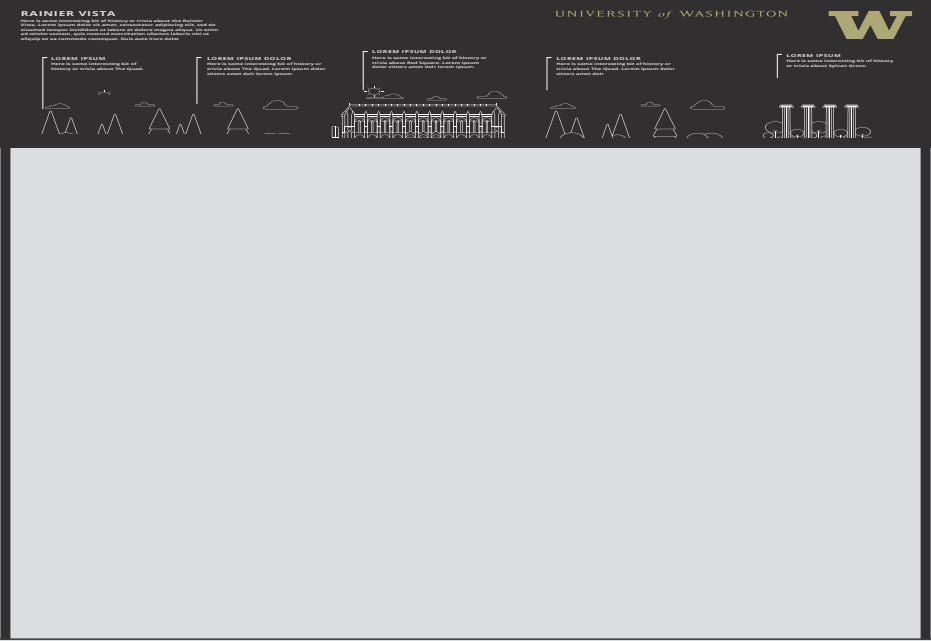 RAINIER VISTA
Here is some interesting bit of history or trivia about the Rainier
Vista. Lorem ipsum dolor sit amet, consectetur adipiscing elit, sed do
eiusmod tempor incididunt ut labore et dolore magna aliqua. Ut enim
ad minim veniam, quis nostrud exercitation ullamco laboris nisi ut
aliquip ex ea commodo consequat. Duis aute irure dolor
UNIVERSITY of WASHINGTON
W
LOREM IPSUM
Here is some interesting bit of
history or trivia about The Quad.
LOREM IPSUM DOLOR
Here is some interesting bit of history or
trivia about The Quad. Lorem ipsum dolor
sitters amet dolr lorem ipsum.
LOREM IPSUM DOLOR
Here is some interesting bit of history or
trivia about Red Square. Lorem ipsum
dolor sitters amet dolr lorem ipsum.
LOREM IPSUM DOLOR
Here is some interesting bit of history or
trivia about The Quad. Lorem ipsum dolor
sitters amet dolr
LOREM IPSUM
Here is some interesting bit of history
or trivia about Sylvan Grove.